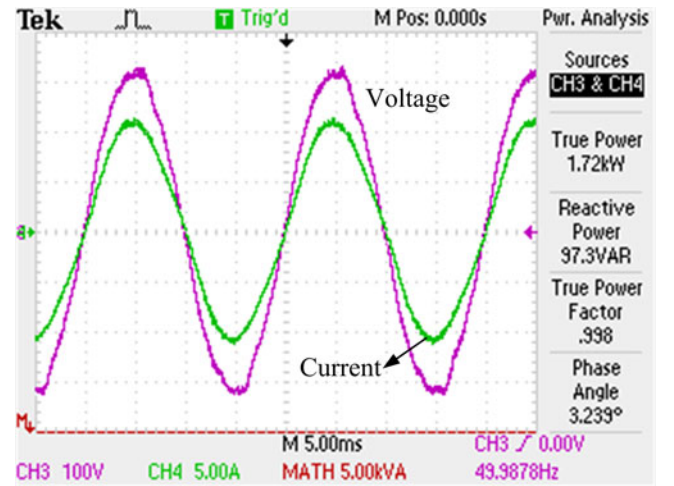 Tek
T Trig'd
M Pos: 0.000s
Pwr. Analysis
Sources
CH3 & CH4
True Power
1.72kW
Reactive
Power
97.3VAR
True Power
Factor
.998
Phase
Angle
3.239°
Voltage
Current
M
M 5.00ms
CH3 0.00V
CH3 100V
CH4 5.00A
MATH 5.00kVA
49.9878Hz